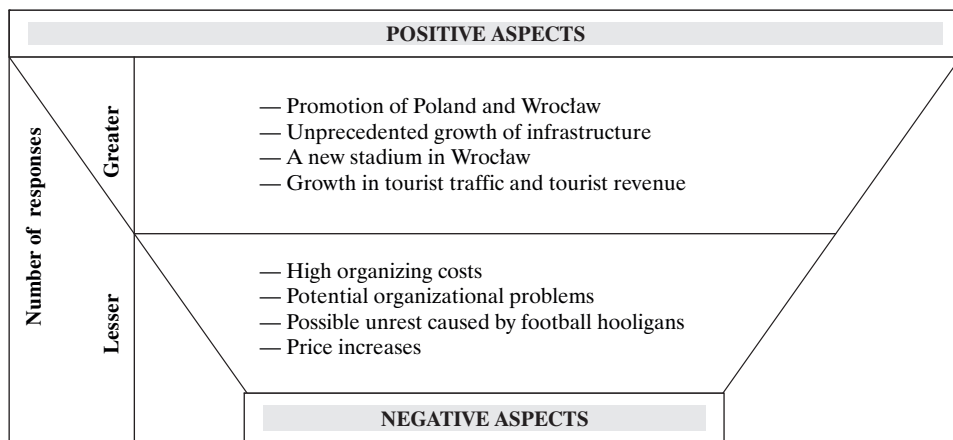 POSITIVE ASPECTS
Number of responses
Greater
— Promotion of Poland and Wrocław
— Unprecedented growth of infrastructure
— A new stadium in Wrocław
— Growth in tourist traffic and tourist revenue
Lesser
— High organizing costs
— Potential organizational problems
— Possible unrest caused by football hooligans
— Price increases
NEGATIVE ASPECTS